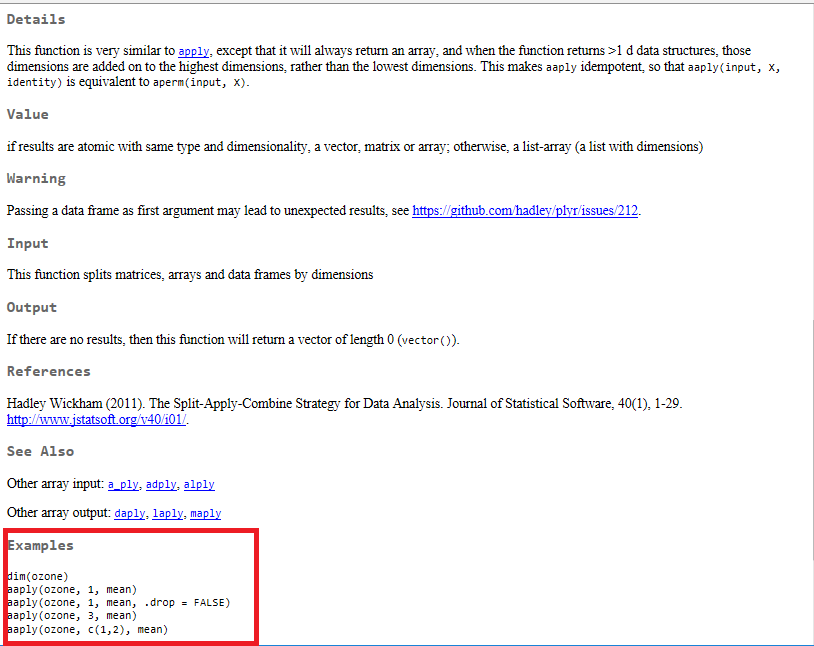 Details
This function is very similar to apply, except that it will always return an array, and when the function returns >1 d data structures, those
dimensions are added on to the highest dimensions, rather than the lowest dimensions. This makes aaply idempotent, so that aaply(input, X,
identity) is equivalent to aperm(input, X).
Value
if results are atomic with same type and dimensionality, a vector, matrix or array; otherwise, a list-array (a list with dimensions)
Warning
Passing a data frame as first argument may lead to unexpected results, see https://github.com/hadley/plyr/issues/212.
Input
This function splits matrices, arrays and data frames by dimensions
Output
If there are no results, then this function will return a vector of length 0 (vector()).
References
Hadley Wickham (2011). The Split-Apply-Combine Strategy for Data Analysis. Journal of Statistical Software, 40(1), 1-29.
http://www.jstatsoft.org/v40/i01/.
See Also
Other array input: a_ply, adply, alply
Other array output: daply, laply, maply
Examples
dim(ozone)
aaply(ozone, 1, mean)
aaply(ozone, 1, mean, .drop = FALSE)
aaply(ozone, 3, mean)
aaply(ozone, c(1,2), mean)